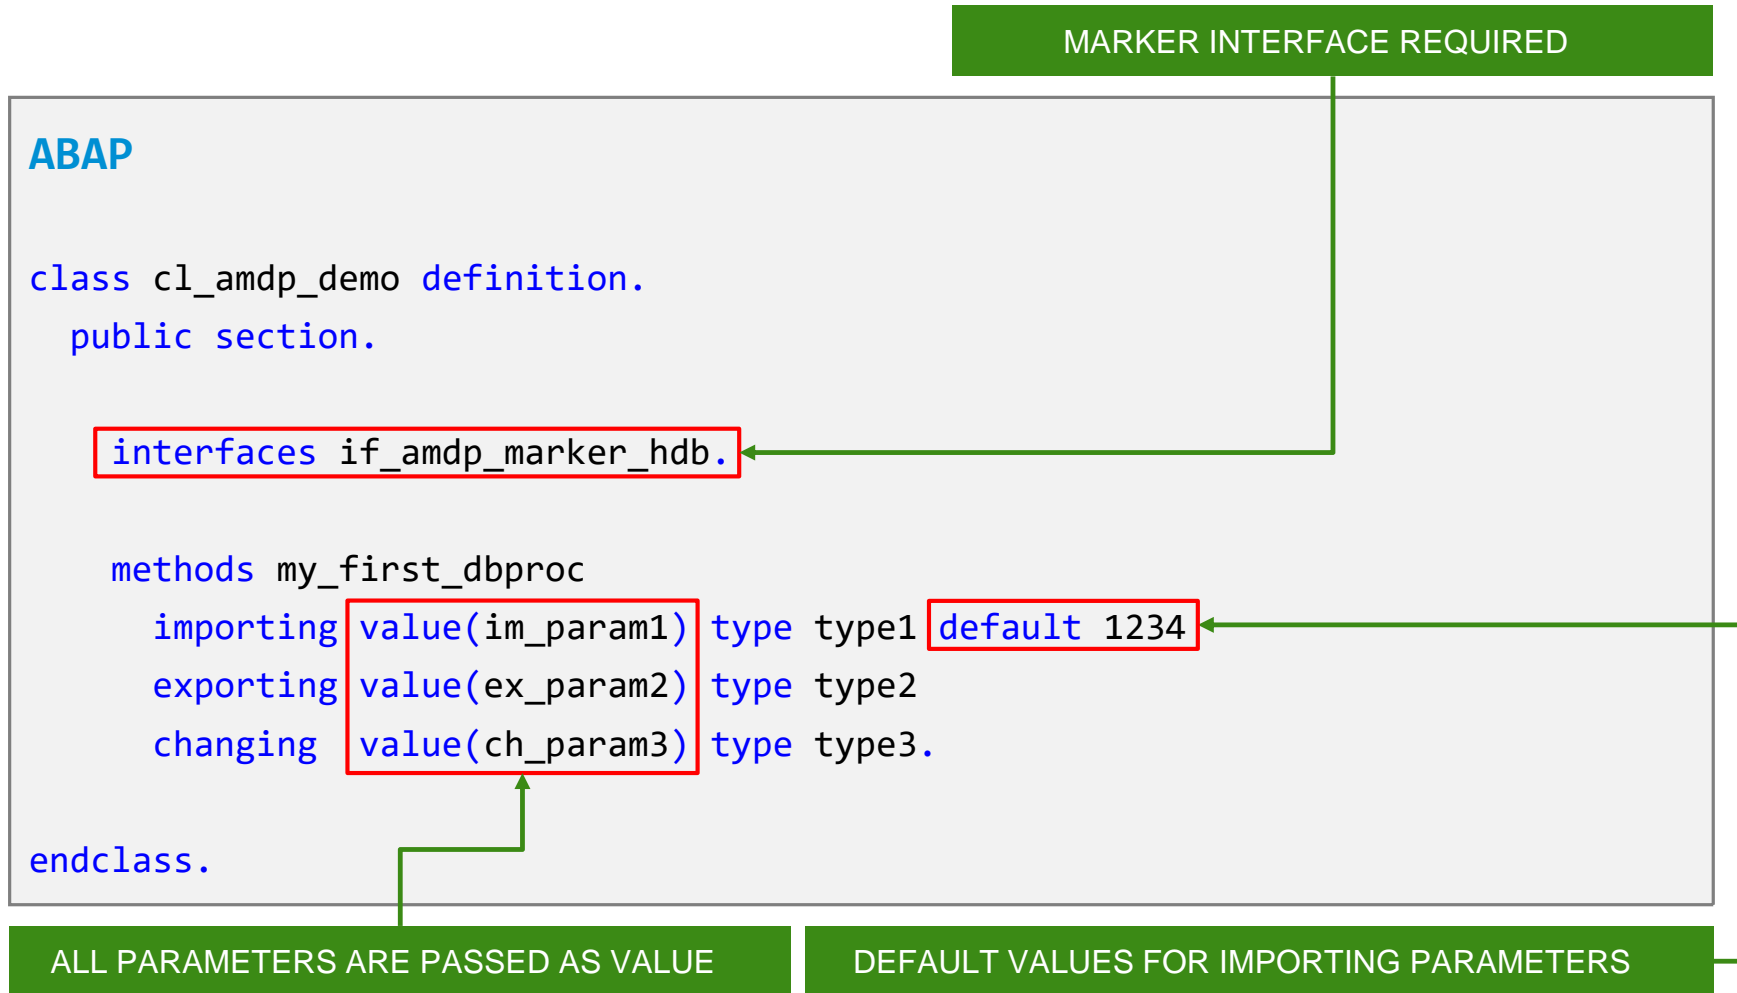 MARKER INTERFACE REQUIRED
ABAP
class cl_amdp_demo definition.
public section.
interfaces if_amdp_marker_hdb.
methods my_first_dbproc
importing value(im_param1) type type1 default 1234
exporting value(ex_param2) type type2
changing value(ch_param3) type type3.
endclass.
ALL PARAMETERS ARE PASSED AS VALUE
DEFAULT VALUES FOR IMPORTING PARAMETERS